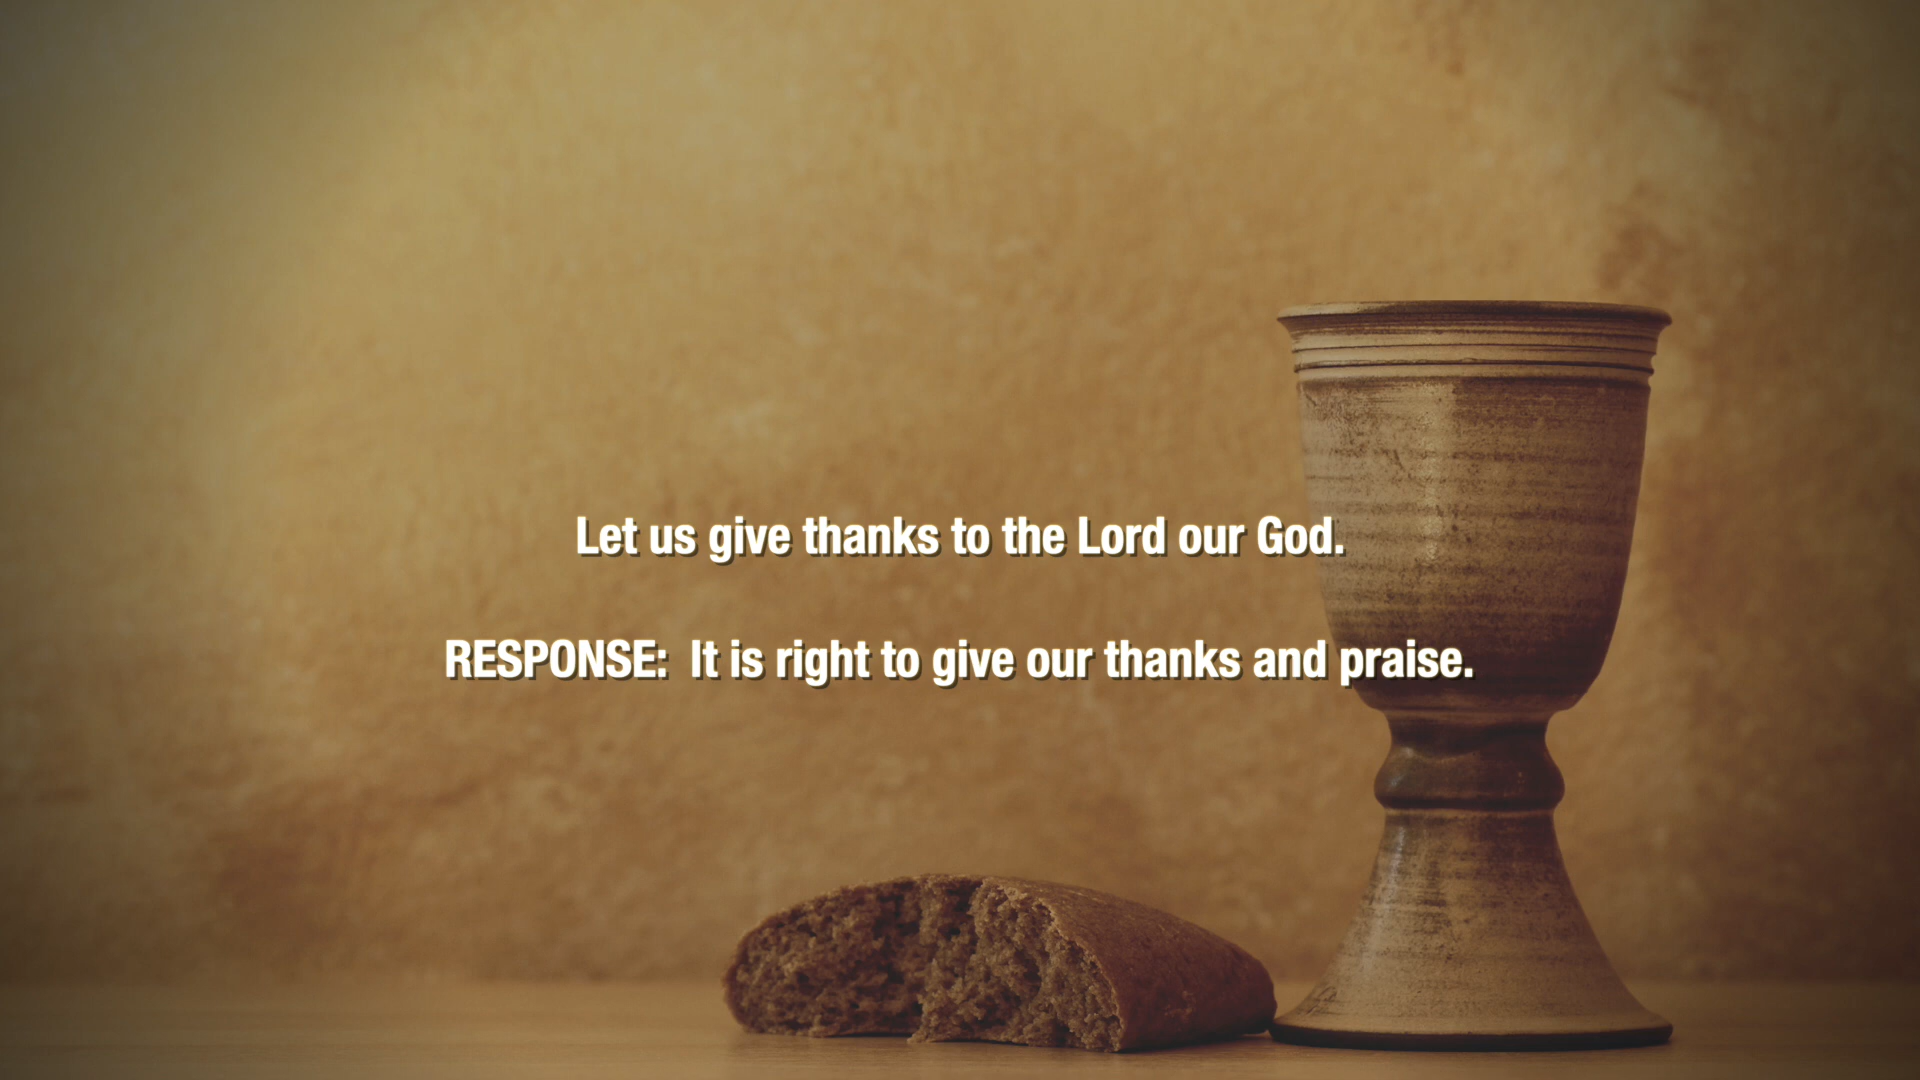 Let us give thanks to the Lord our God.
RESPONSE: It is right to give our thanks and praise.